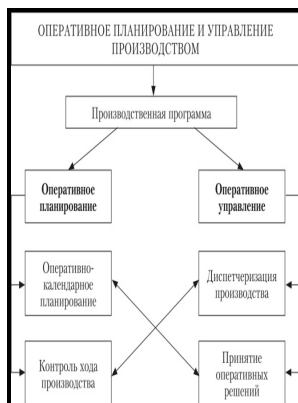 ОПЕРАТИВНОЕ ПЛАНИРОВАНИЕ И УПРАВЛЕНИЕ
ПРОИЗВОДСТВОМ
Производственная программа
Оперативное
планирование
Оперативное
управление
Оперативно-
календарное
планирование
Диспетчеризация
производства
Контроль хода
производства
Принятие
оперативных
решений